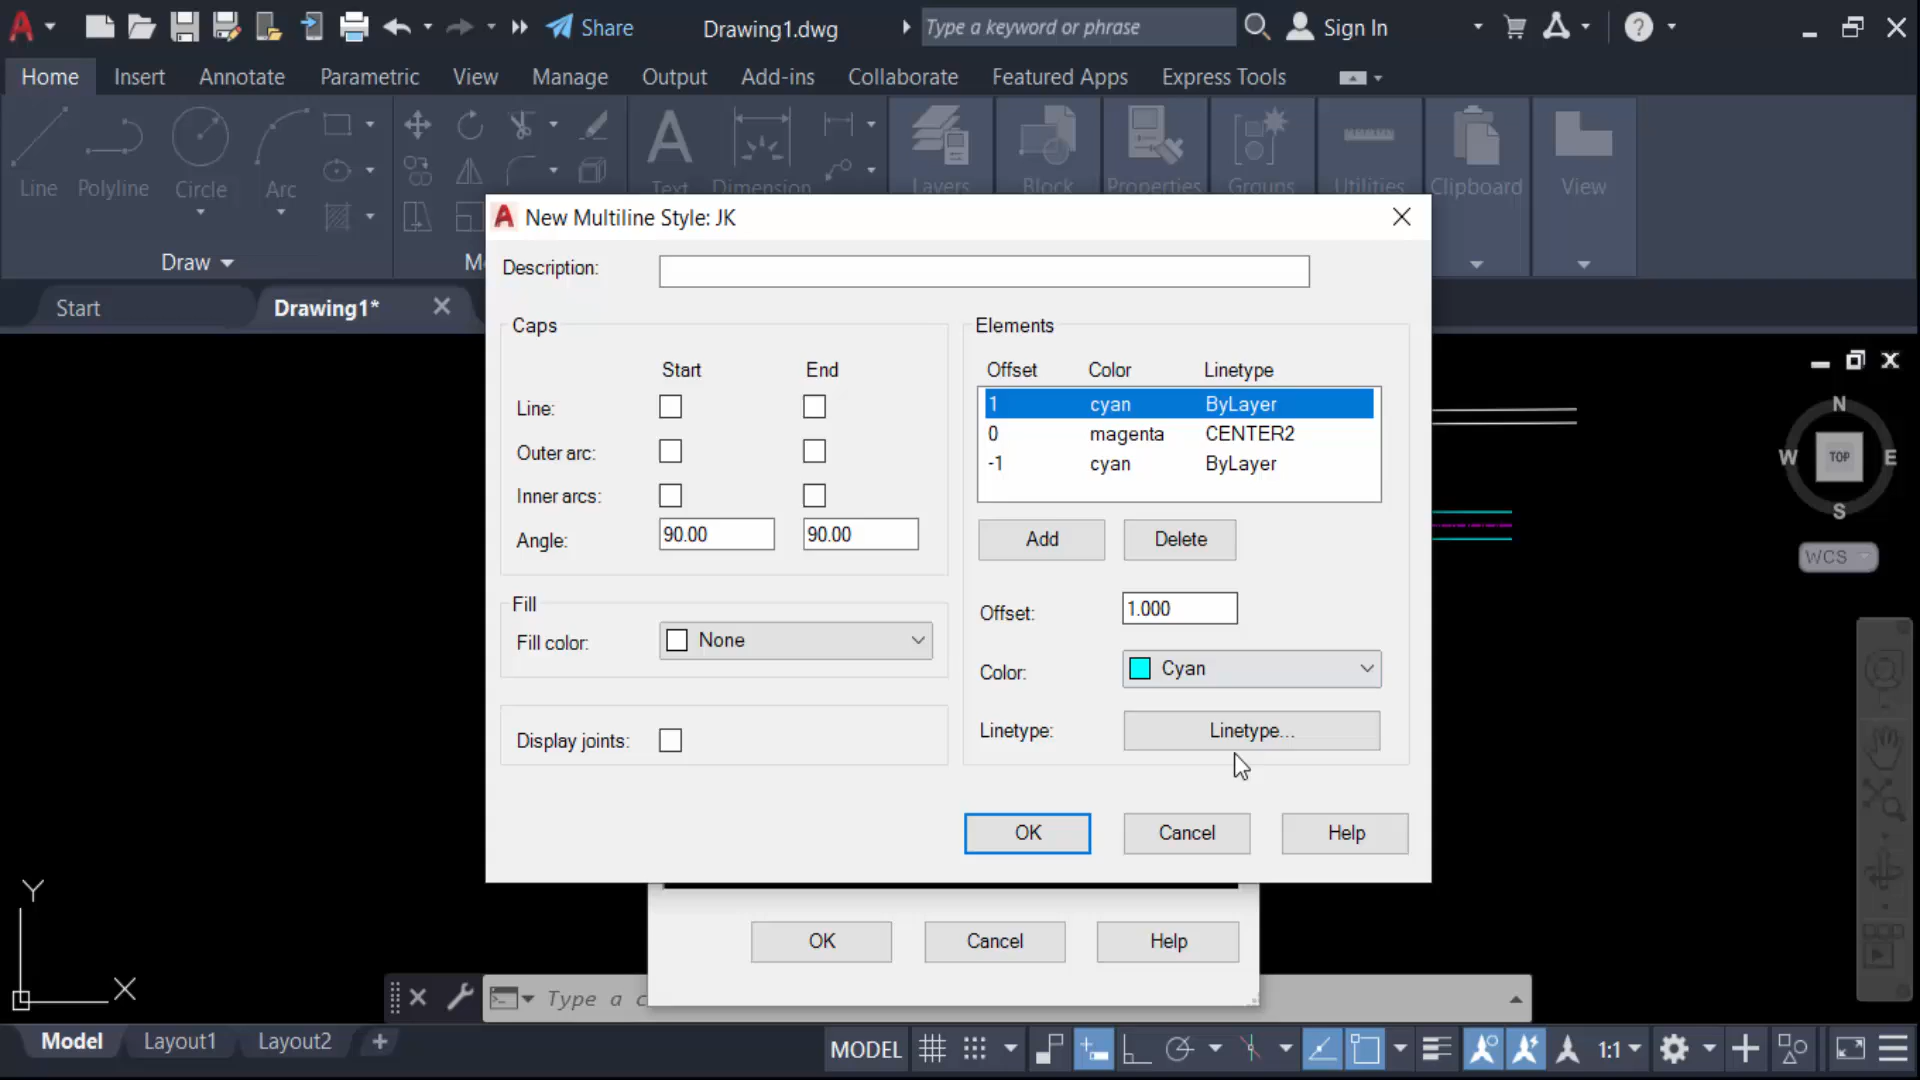 Share
Drawing1.dwg
Type a keyword or phrase
Sign In
Home
Insert
Annotate
Parametric
View
Manage
Output
Add-ins
Collaborate
Featured Apps
Express Tools
Line
Polyline
Circle
Arc
Text
Dimension
Layers
Block
Properties
Groups
Utilities
Clipboard
View
Draw
Start
Drawing1*
New Multiline Style: JK
Description:
Caps
Start End
Line:
Outer arc:
Inner arcs:
Angle: 90.00 90.00
Fill
Fill color: None
Display joints:
Elements
Offset Color Linetype
1 cyan ByLayer
0 magenta CENTER2
-1 cyan ByLayer
Add Delete
Offset: 1.000
Color: Cyan
Linetype: Linetype...
OK Cancel Help
OK Cancel Help
N
W TOP E
S
WCS
Y
X
Type a
Model Layout1 Layout2
MODEL
1:1